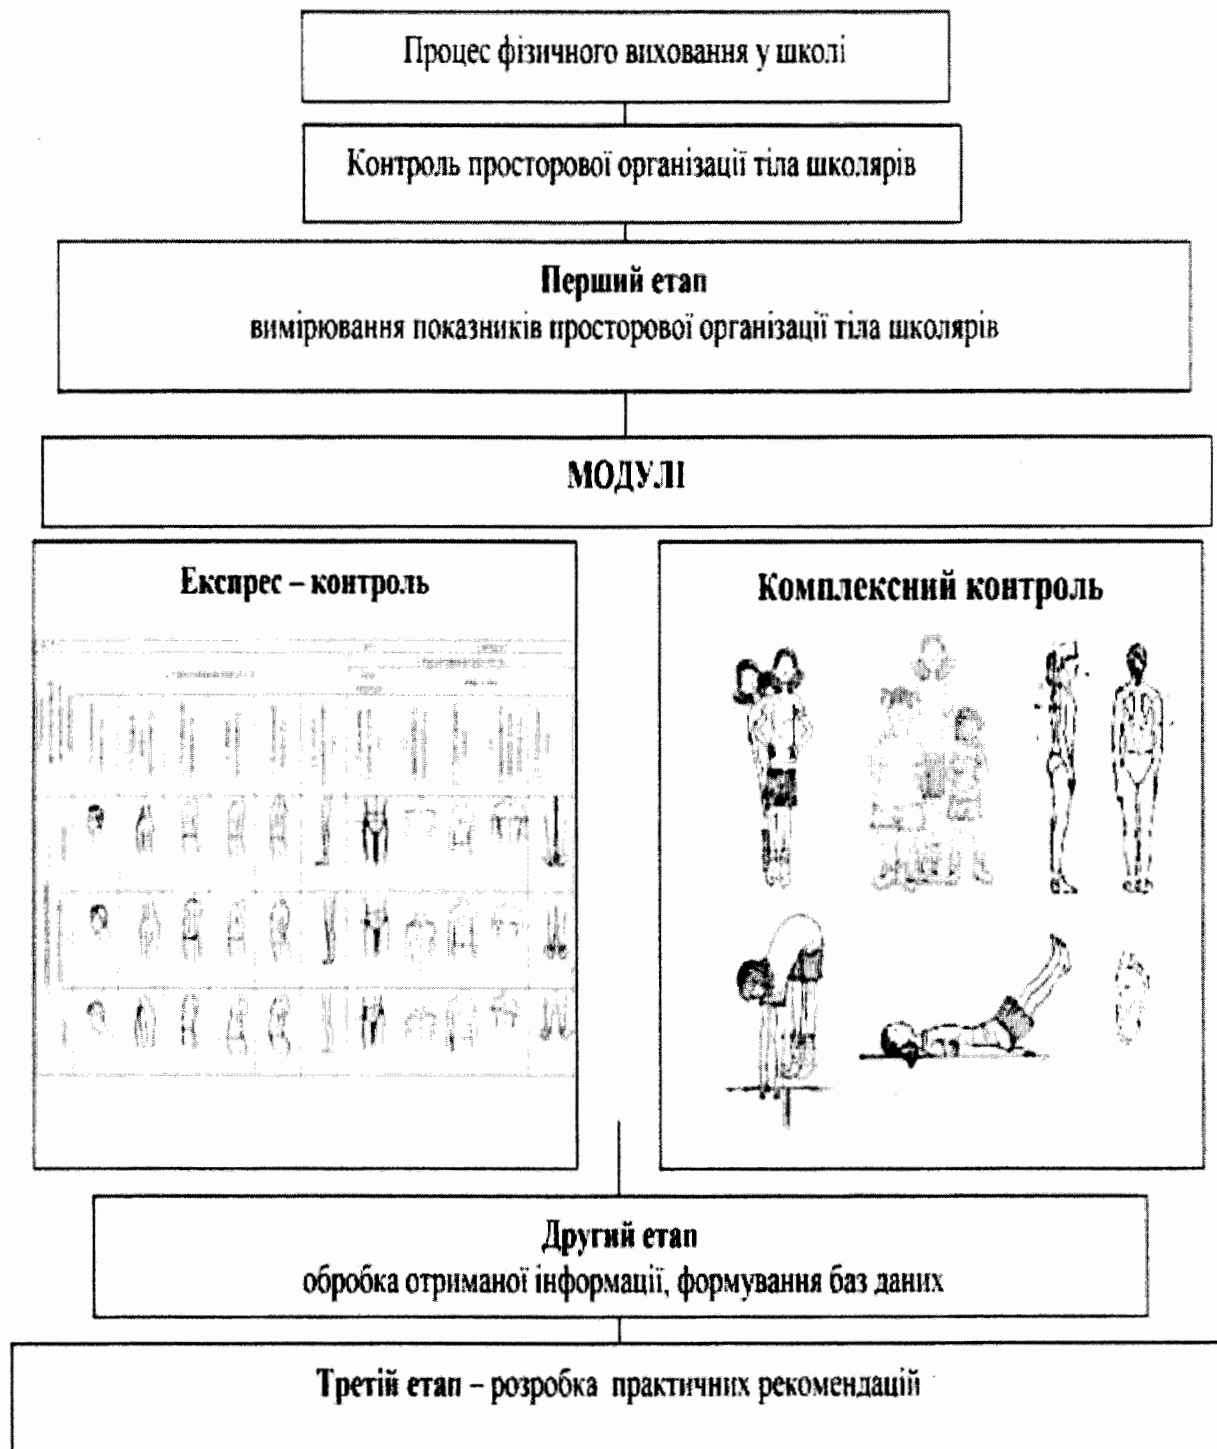 Процес фізичного виховання у школі
Контроль просторової організації тіла школярів
Перший етап
вимірювання показників просторової організації тіла школярів
МОДУЛІ
Експрес – контроль
Комплексний контроль
Другий етап
обробка отриманої інформації, формування баз даних
Третій етап – розробка практичних рекомендацій